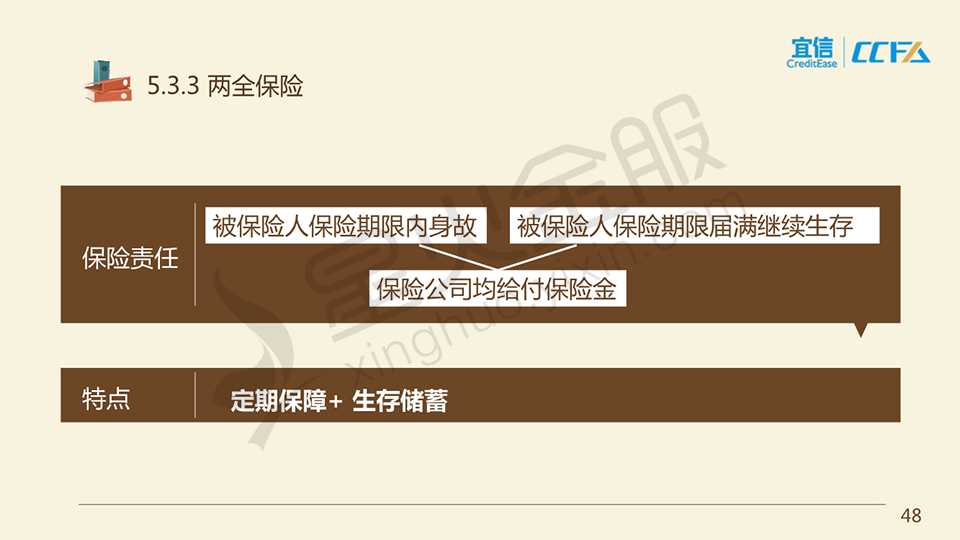 宜信
CreditEase
CCFA
5.3.3 两全保险
被保险人保险期限内身故
被保险人保险期限届满继续生存
保险责任
保险公司均给付保险金
特点
定期保障+ 生存储蓄
星火金服
xinghuo.yixin.com
48